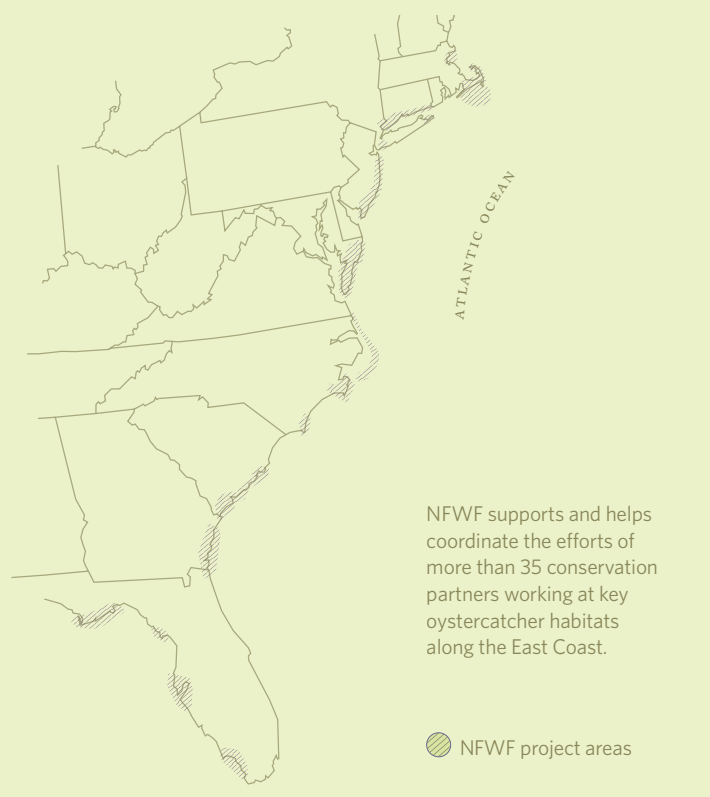 ATLANTIC OCEAN
NFWF supports and helps
coordinate the efforts of
more than 35 conservation
partners working at key
oystercatcher habitats
along the East Coast.
NFWF project areas